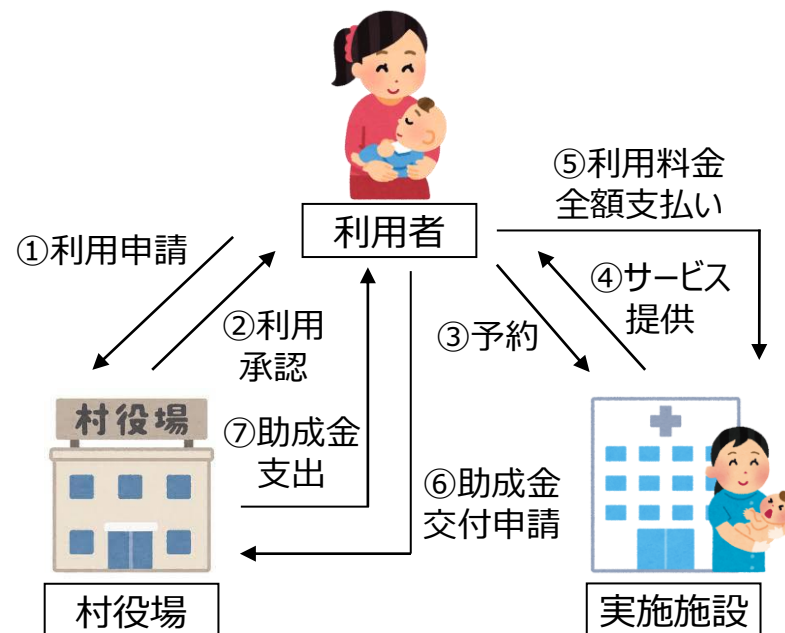 利用者
①利用申請
②利用
承認
③予約
④サービス
提供
⑤利用料金
全額支払い
⑥助成金
交付申請
⑦助成金
支出
村役場
村役場
実施施設